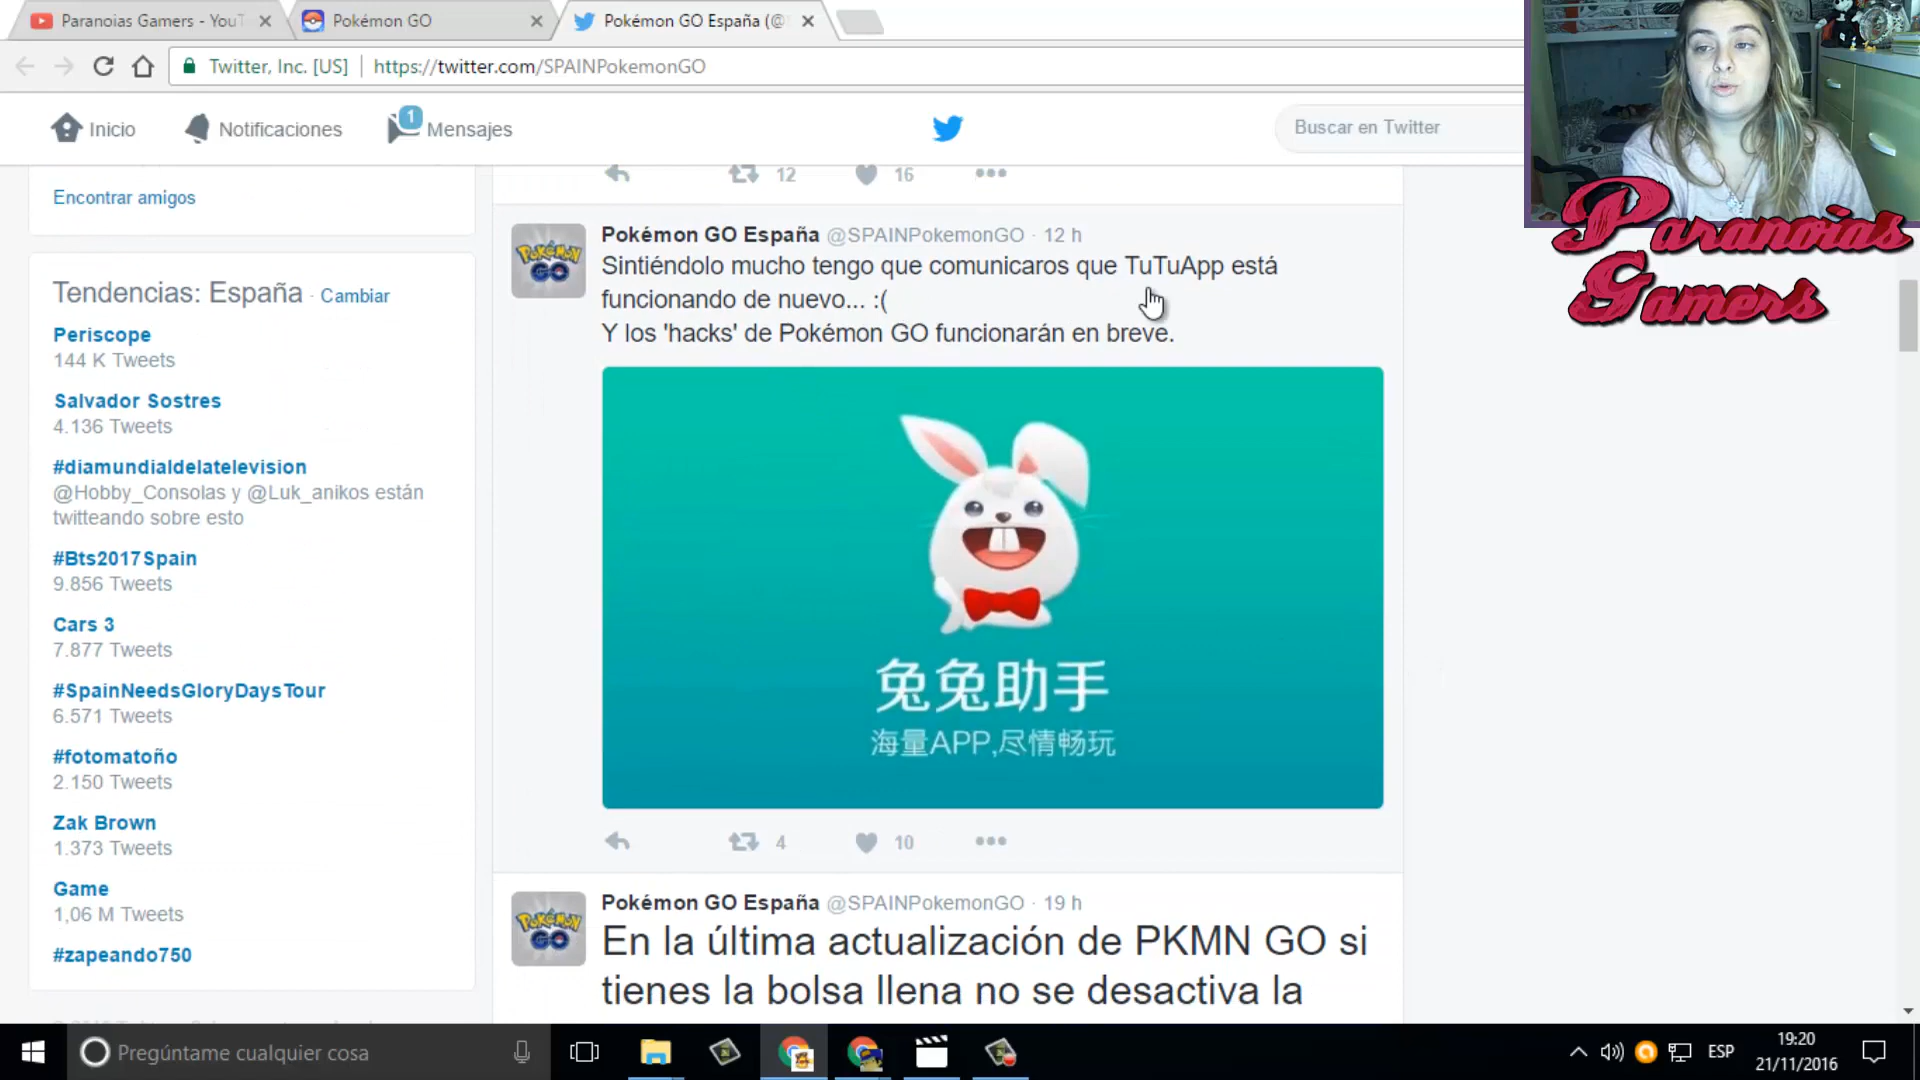 Paranoias Gamers - YouT
Pokémon GO
Pokémon GO España (@
Twitter, Inc. [US]
https://twitter.com/SPAINPokemonGO
Inicio
Notificaciones
1
Mensajes
Buscar en Twitter
Paranoias
Gamers
Encontrar amigos
Tendencias: España · Cambiar
Periscope
144 K Tweets
Salvador Sostres
4.136 Tweets
#diamundialdelatelevision
@Hobby_Consolas y @Luk_anikos están
twitteando sobre esto
#Bts2017Spain
9.856 Tweets
Cars 3
7.877 Tweets
#SpainNeedsGloryDaysTour
6.571 Tweets
#fotomatoño
2.150 Tweets
Zak Brown
1.373 Tweets
Game
1,06 M Tweets
#zapeando750
12
16
POKÉMON
GO
Pokémon GO España @SPAINPokemonGO · 12 h
Sintiéndolo mucho tengo que comunicaros que TuTuApp está
funcionando de nuevo... :(
Y los 'hacks' de Pokémon GO funcionarán en breve.
兔兔助手
海量APP,尽情畅玩
4
10
POKÉMON
GO
Pokémon GO España @SPAINPokemonGO · 19 h
En la última actualización de PKMN GO si
tienes la bolsa llena no se desactiva la
Pregúntame cualquier cosa
ESP
19:20
21/11/2016